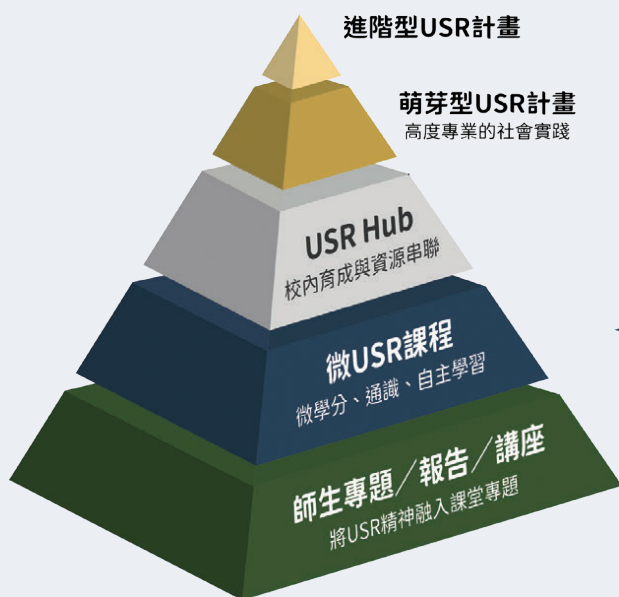 進階型USR計畫
萌芽型USR計畫
高度專業的社會實踐
USR Hub
校內育成與資源串聯
微USR課程
微學分、通識、自主學習
師生專題／報告／講座
將USR精神融入課堂專題